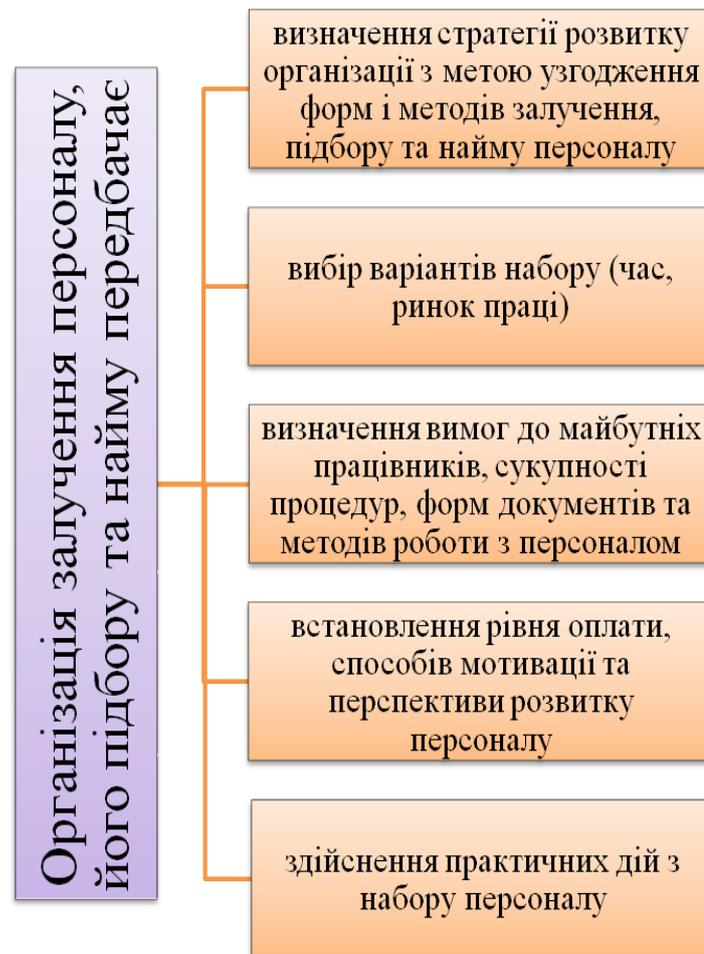 Організація залучення персоналу,
його підбору та найму передбачає
визначення стратегії розвитку
організації з метою узгодження
форм і методів залучення,
підбору та найму персоналу
вибір варіантів набору (час,
ринок праці)
визначення вимог до майбутніх
працівників, сукупності
процедур, форм документів та
методів роботи з персоналом
встановлення рівня оплати,
способів мотивації та
перспективи розвитку
персоналу
здійснення практичних дій з
набору персоналу